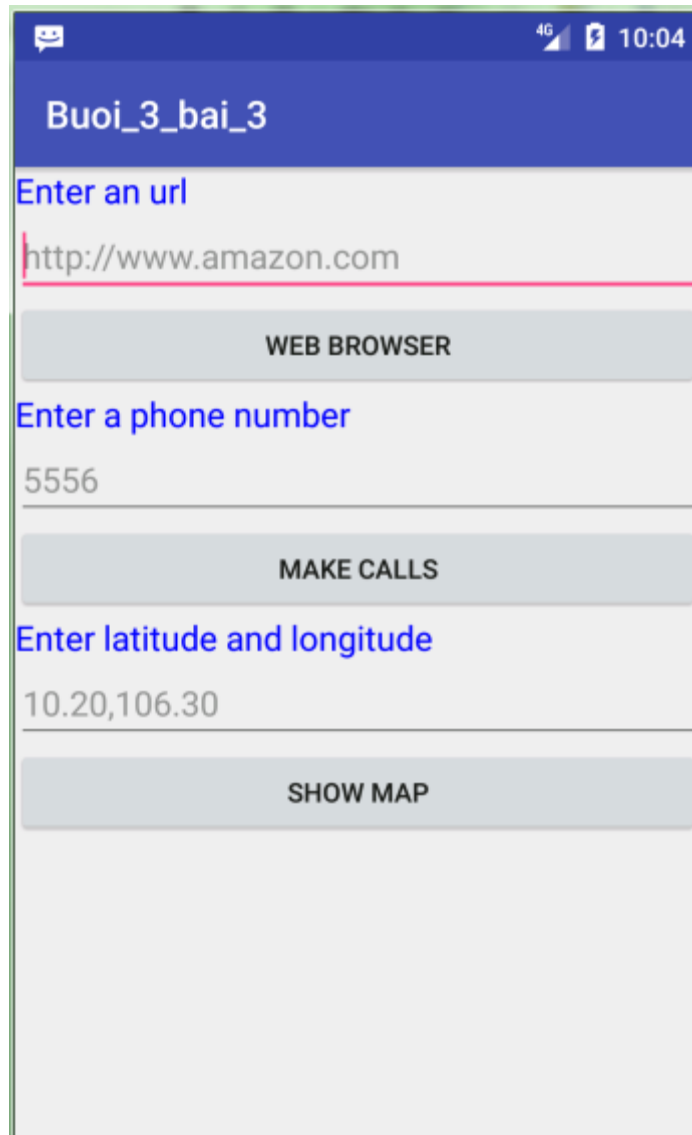 4G 10:04
Buoi_3_bai_3
Enter an url
http://www.amazon.com
WEB BROWSER
Enter a phone number
5556
MAKE CALLS
Enter latitude and longitude
10.20,106.30
SHOW MAP